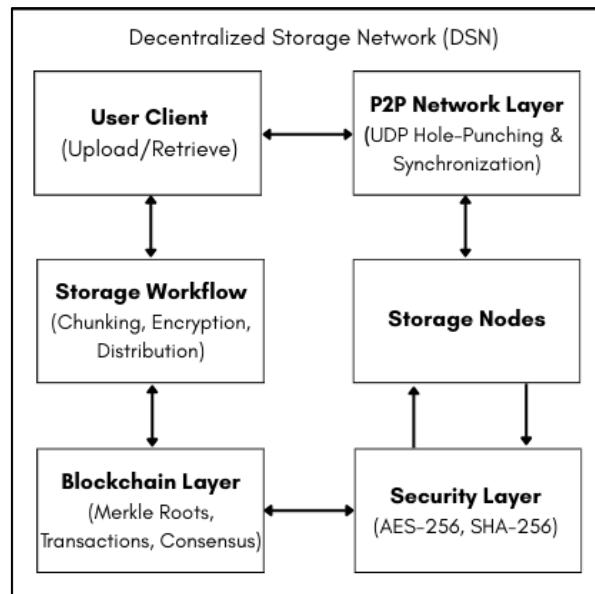 Decentralized Storage Network (DSN)
User Client
(Upload/Retrieve)
P2P Network Layer
(UDP Hole-Punching &
Synchronization)
Storage Workflow
(Chunking, Encryption,
Distribution)
Storage Nodes
Blockchain Layer
(Merkle Roots,
Transactions, Consensus)
Security Layer
(AES-256, SHA-256)